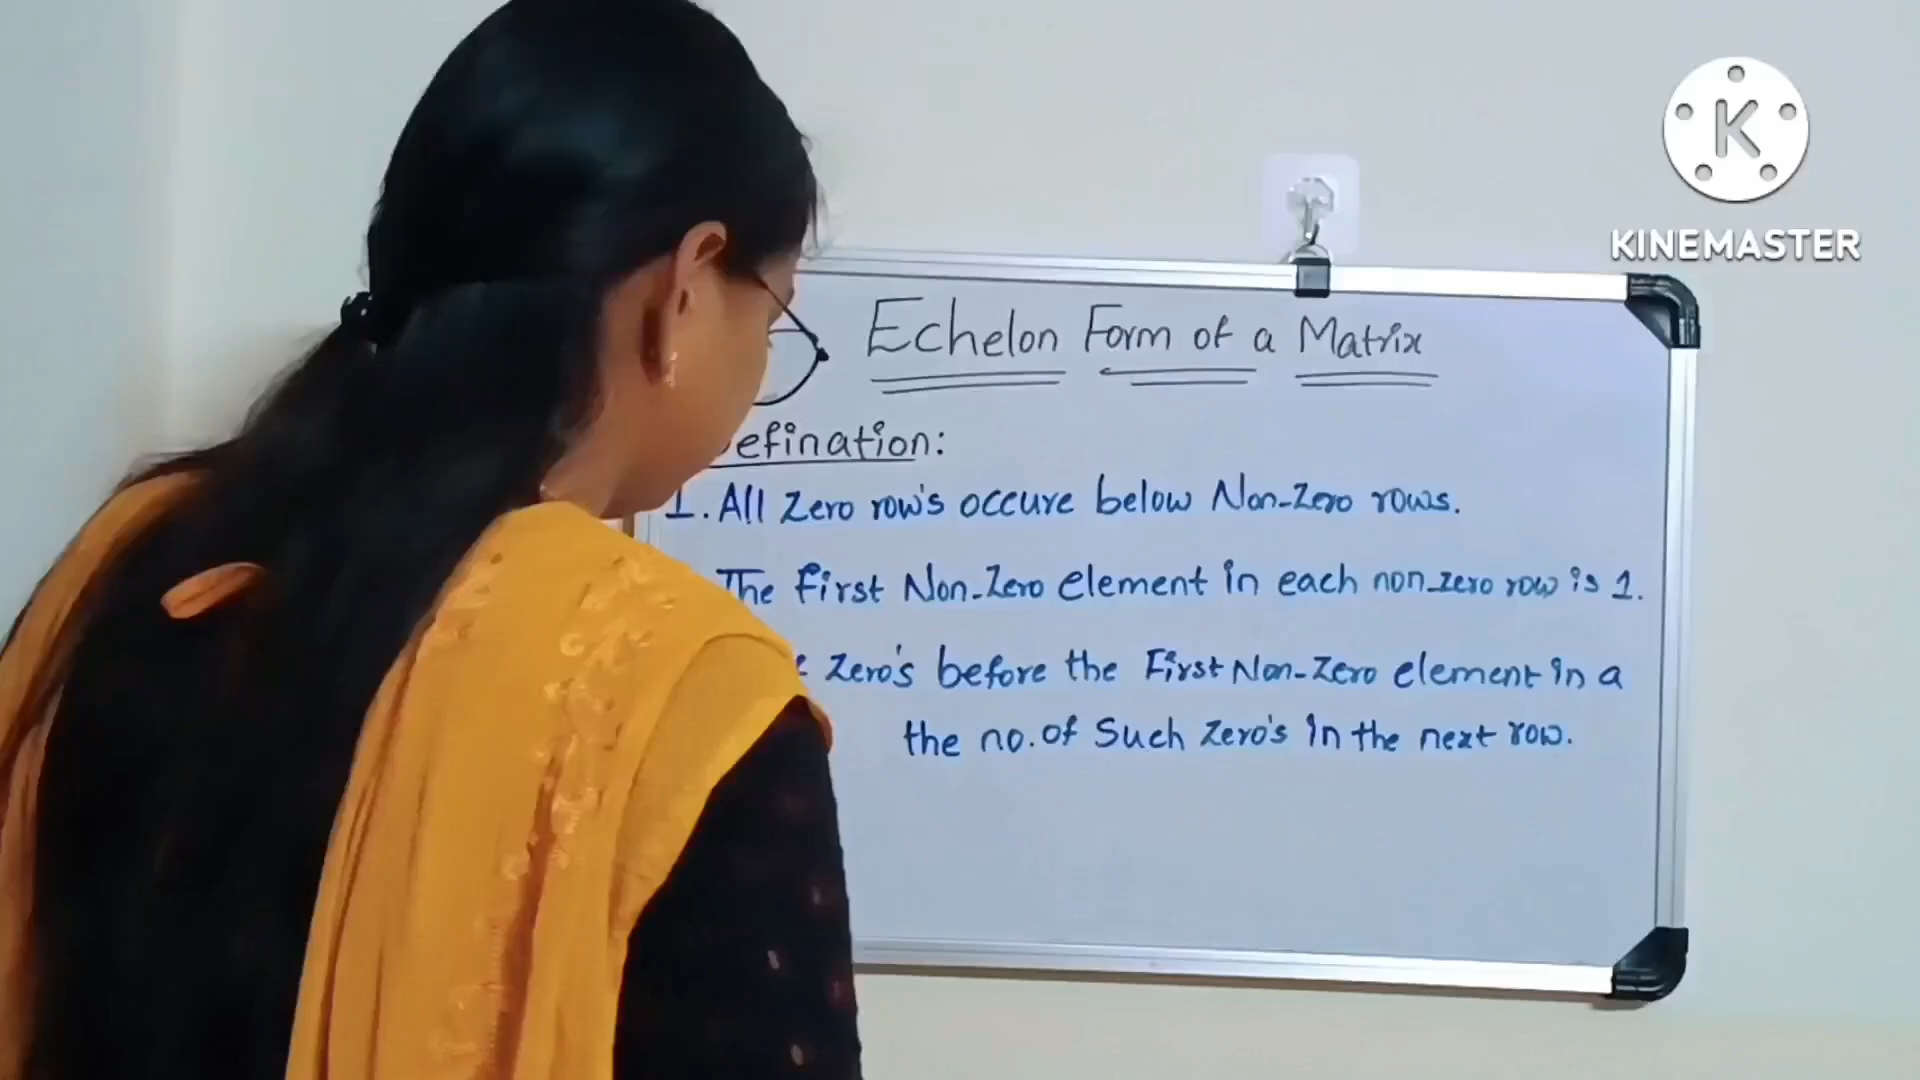 K
KINEMASTER
Echelon Form of a Matrix
efination:
1. All Zero row's occure below Non-Zero rows.
The first Non-Zero element in each non-zero row is 1.
Zero's before the First Non-Zero element in a
the no. of Such Zero's in the next row.